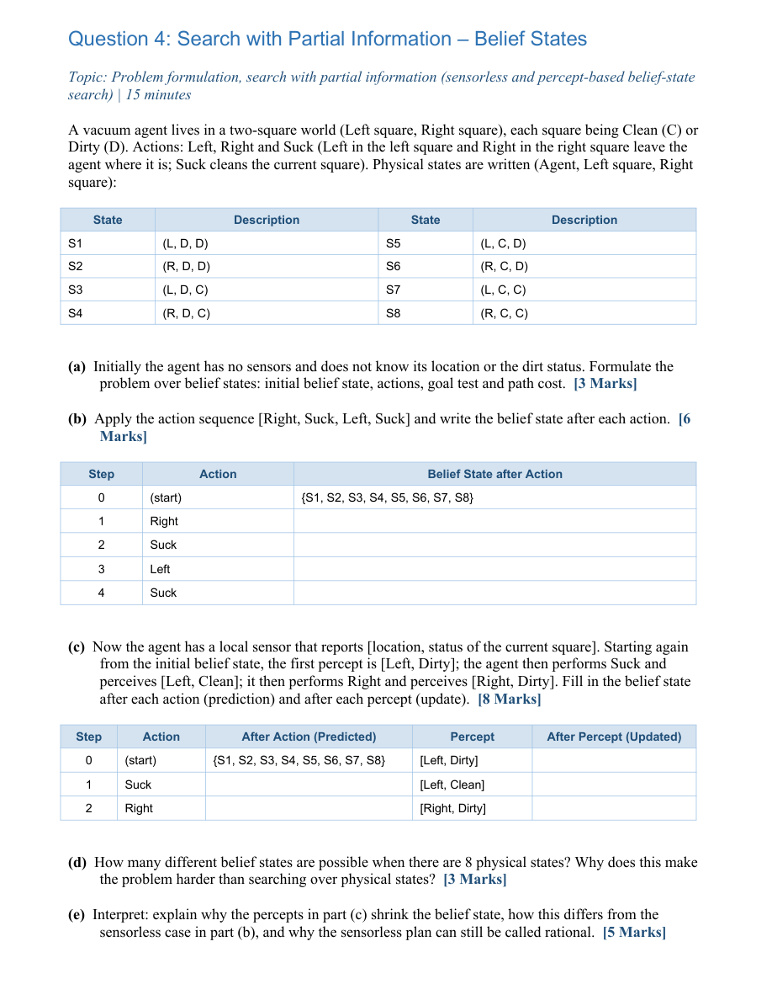 Question 4: Search with Partial Information – Belief States
Topic: Problem formulation, search with partial information (sensorless and percept-based belief-state
search) | 15 minutes
A vacuum agent lives in a two-square world (Left square, Right square), each square being Clean (C) or
Dirty (D). Actions: Left, Right and Suck (Left in the left square and Right in the right square leave the
agent where it is; Suck cleans the current square). Physical states are written (Agent, Left square, Right
square):
State Description State Description
S1 (L, D, D) S5 (L, C, D)
S2 (R, D, D) S6 (R, C, D)
S3 (L, D, C) S7 (L, C, C)
S4 (R, D, C) S8 (R, C, C)
(a) Initially the agent has no sensors and does not know its location or the dirt status. Formulate the
problem over belief states: initial belief state, actions, goal test and path cost. [3 Marks]
(b) Apply the action sequence [Right, Suck, Left, Suck] and write the belief state after each action. [6
Marks]
Step Action Belief State after Action
0 (start) {S1, S2, S3, S4, S5, S6, S7, S8}
1 Right
2 Suck
3 Left
4 Suck
(c) Now the agent has a local sensor that reports [location, status of the current square]. Starting again
from the initial belief state, the first percept is [Left, Dirty]; the agent then performs Suck and
perceives [Left, Clean]; it then performs Right and perceives [Right, Dirty]. Fill in the belief state
after each action (prediction) and after each percept (update). [8 Marks]
Step Action After Action (Predicted) Percept After Percept (Updated)
0 (start) {S1, S2, S3, S4, S5, S6, S7, S8} [Left, Dirty]
1 Suck [Left, Clean]
2 Right [Right, Dirty]
(d) How many different belief states are possible when there are 8 physical states? Why does this make
the problem harder than searching over physical states? [3 Marks]
(e) Interpret: explain why the percepts in part (c) shrink the belief state, how this differs from the
sensorless case in part (b), and why the sensorless plan can still be called rational. [5 Marks]